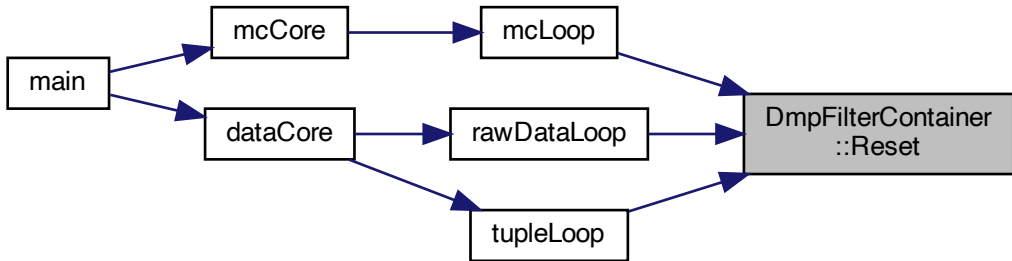 mcCore
mcLoop
main
DmpFilterContainer
::Reset
dataCore
rawDataLoop
tupleLoop